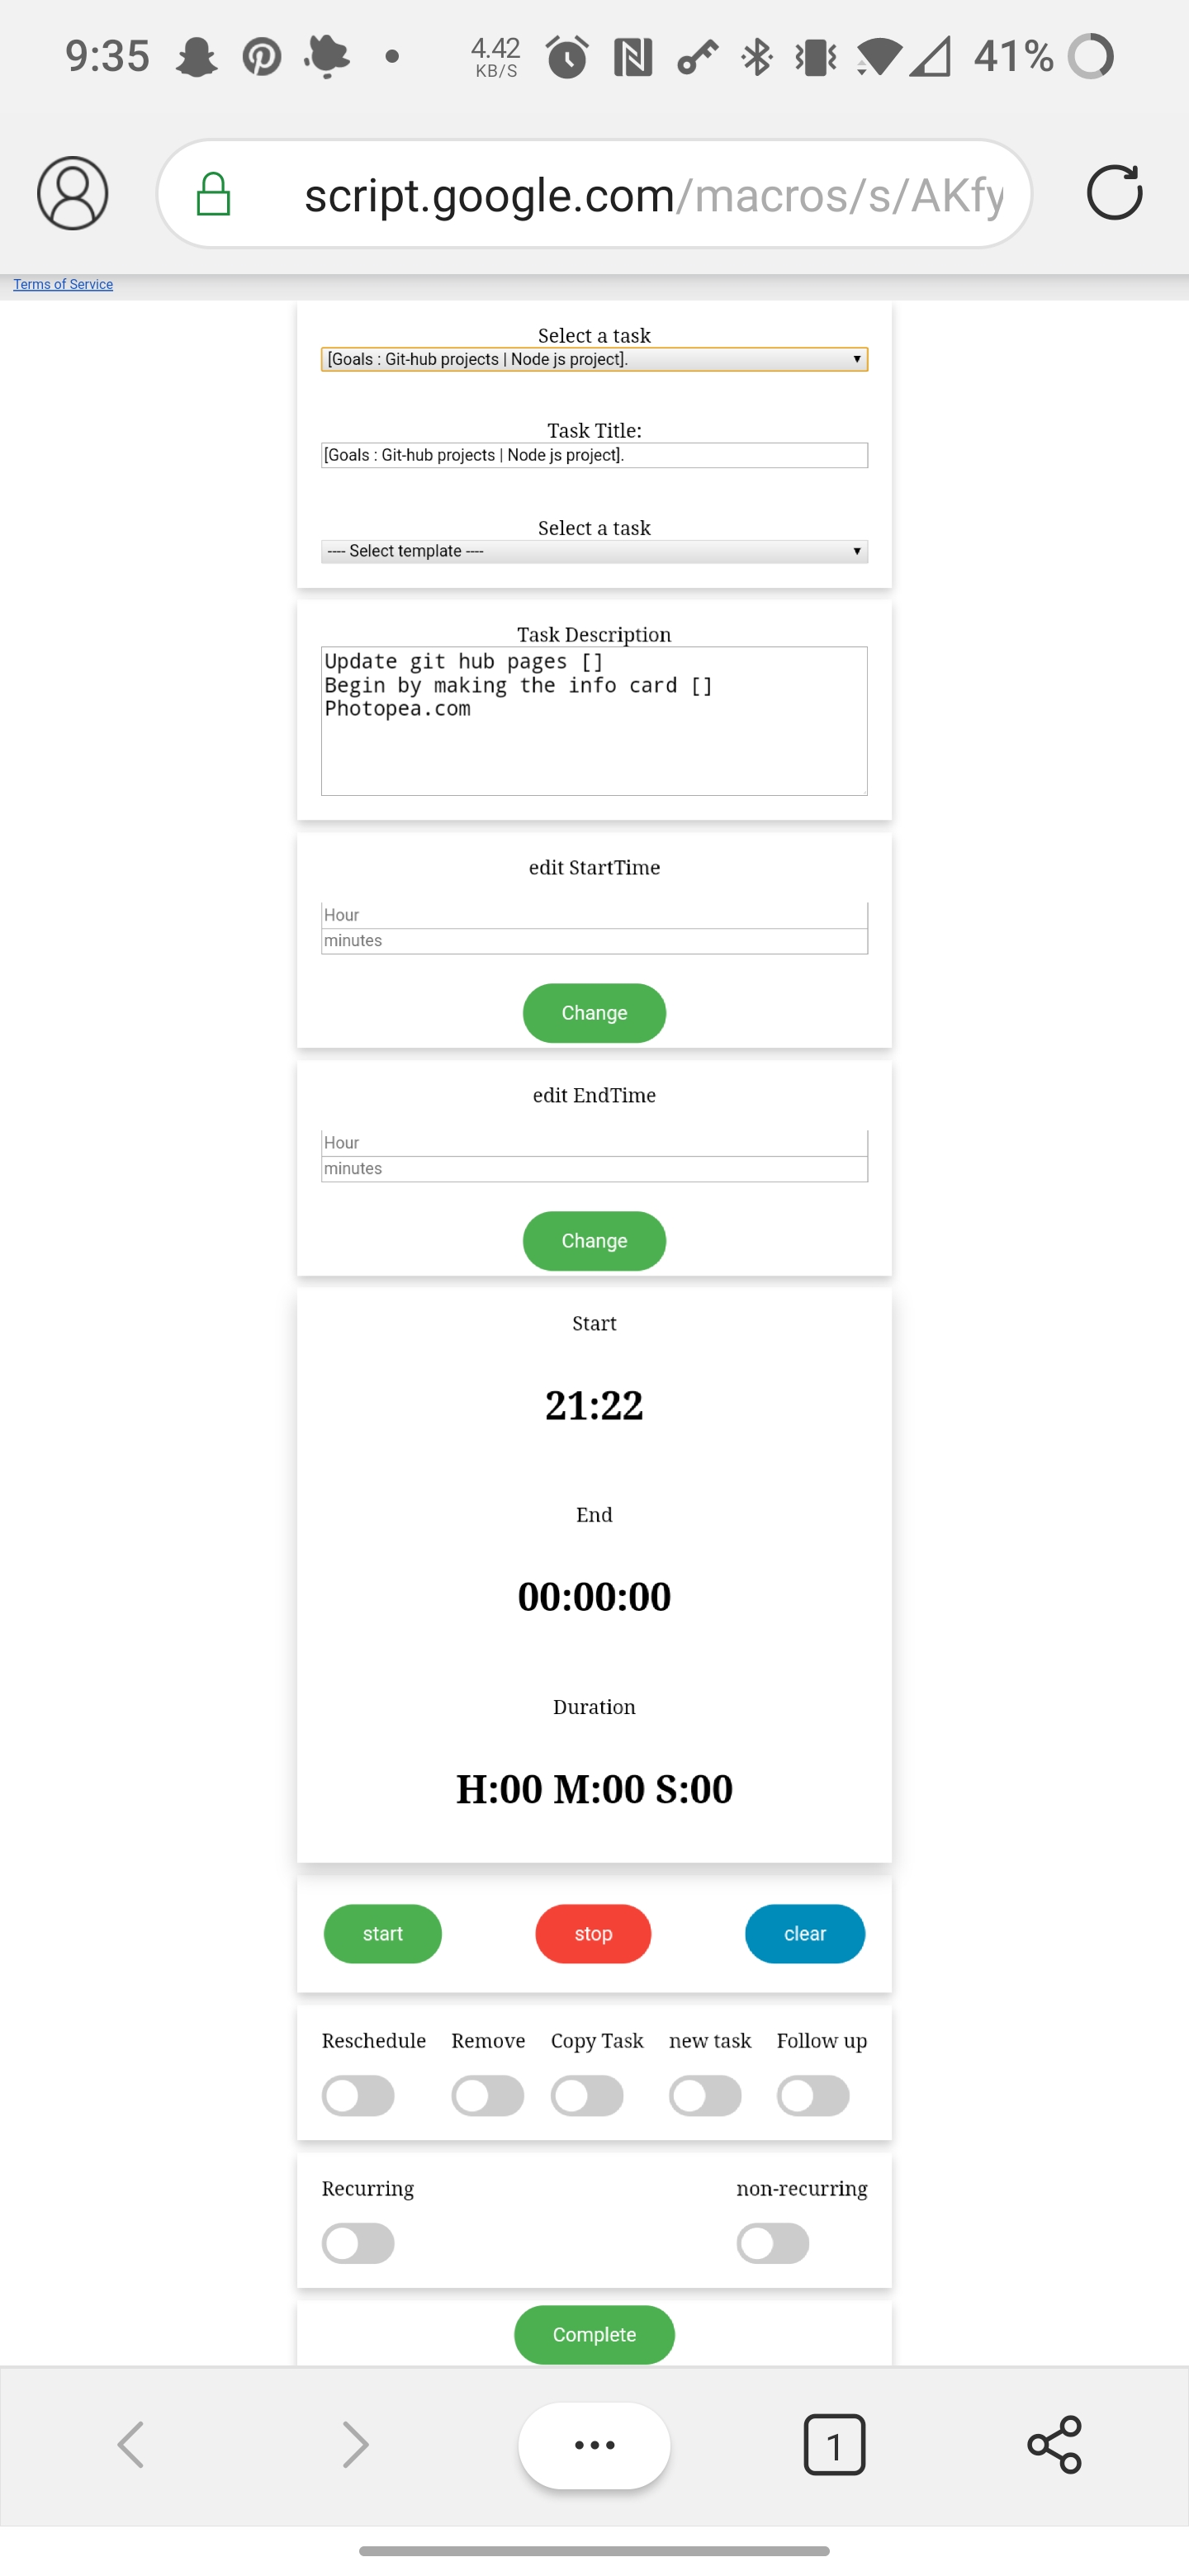 9:35
4.42
KB/S
41%
script.google.com/macros/s/AKfy
Terms of Service
Select a task
[Goals : Git-hub projects | Node js project].
Task Title:
[Goals : Git-hub projects | Node js project].
Select a task
---- Select template ----
Task Description
Update git hub pages []
Begin by making the info card []
Photopea.com
edit StartTime
Hour
minutes
Change
edit EndTime
Hour
minutes
Change
Start
21:22
End
00:00:00
Duration
H:00 M:00 S:00
start stop clear
Reschedule Remove Copy Task new task Follow up
Recurring non-recurring
Complete
1